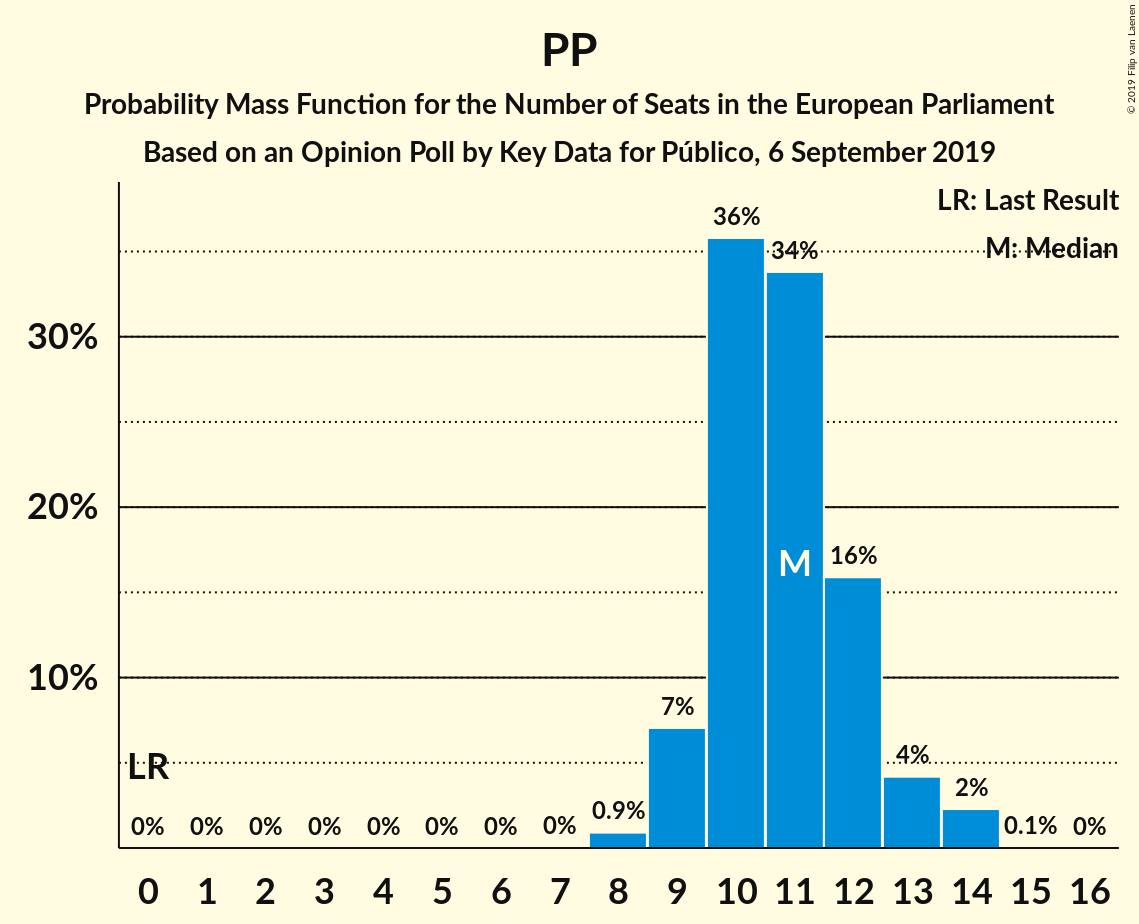 PP
Probability Mass Function for the Number of Seats in the European Parliament
Based on an Opinion Poll by Key Data for Público, 6 September 2019
© 2019 Filip van Laenen
LR: Last Result
M: Median
30%
20%
10%
LR
M
0% 0% 0% 0% 0% 0% 0% 0% 0.9% 7% 36% 34% 16% 4% 2% 0.1% 0%
0 1 2 3 4 5 6 7 8 9 10 11 12 13 14 15 16